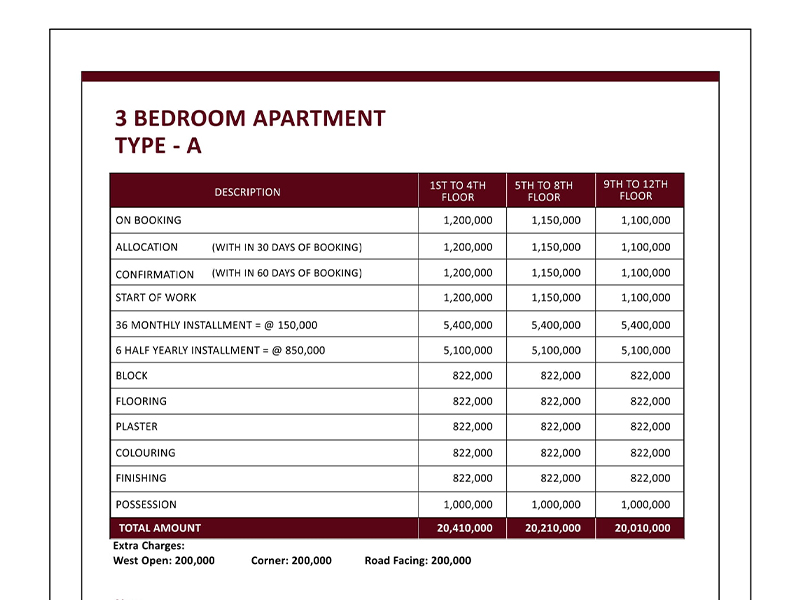 3 BEDROOM APARTMENT
TYPE - A
DESCRIPTION 1ST TO 4TH FLOOR 5TH TO 8TH FLOOR 9TH TO 12TH FLOOR
ON BOOKING 1,200,000 1,150,000 1,100,000
ALLOCATION (WITH IN 30 DAYS OF BOOKING) 1,200,000 1,150,000 1,100,000
CONFIRMATION (WITH IN 60 DAYS OF BOOKING) 1,200,000 1,150,000 1,100,000
START OF WORK 1,200,000 1,150,000 1,100,000
36 MONTHLY INSTALLMENT = @ 150,000 5,400,000 5,400,000 5,400,000
6 HALF YEARLY INSTALLMENT = @ 850,000 5,100,000 5,100,000 5,100,000
BLOCK 822,000 822,000 822,000
FLOORING 822,000 822,000 822,000
PLASTER 822,000 822,000 822,000
COLOURING 822,000 822,000 822,000
FINISHING 822,000 822,000 822,000
POSSESSION 1,000,000 1,000,000 1,000,000
TOTAL AMOUNT 20,410,000 20,210,000 20,010,000
Extra Charges:
West Open: 200,000 Corner: 200,000 Road Facing: 200,000